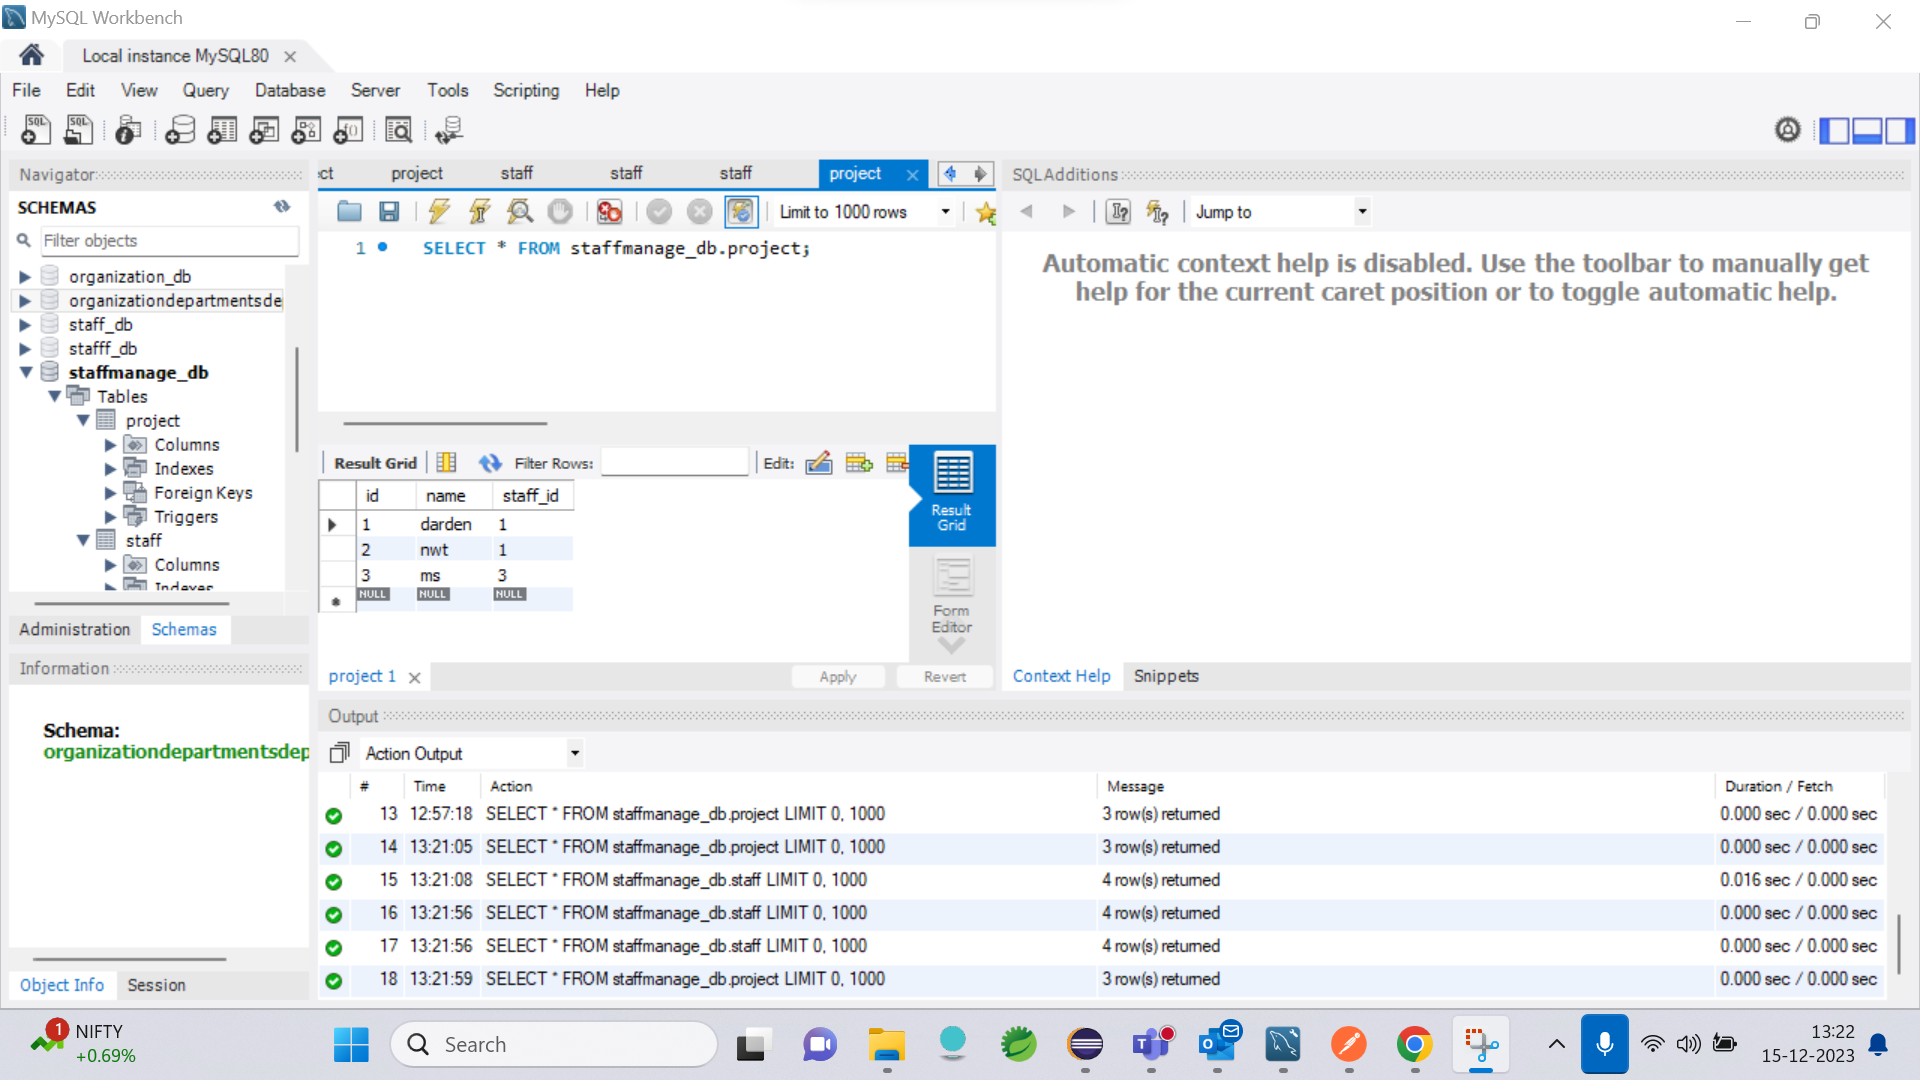 MySQL Workbench
Local instance MySQL80
File Edit View Query Database Server Tools Scripting Help
Navigator
SCHEMAS
Filter objects
organization_db
organizationdepartmentsde
staff_db
stafff_db
staffmanage_db
Tables
project
Columns
Indexes
Foreign Keys
Triggers
staff
Columns
Indexes
Administration Schemas
Information
Schema:
organizationdepartmentsdep
Object Info Session
ct project staff staff staff project
Limit to 1000 rows
1 SELECT * FROM staffmanage_db.project;
Result Grid Filter Rows: Edit:
id name staff_id
1 darden 1
2 nwt 1
3 ms 3
NULL NULL NULL
Result Grid
Form Editor
project 1 Apply Revert
SQLAdditions
Jump to
Automatic context help is disabled. Use the toolbar to manually get
help for the current caret position or to toggle automatic help.
Context Help Snippets
Output
Action Output
# Time Action Message Duration / Fetch
13 12:57:18 SELECT * FROM staffmanage_db.project LIMIT 0, 1000 3 row(s) returned 0.000 sec / 0.000 sec
14 13:21:05 SELECT * FROM staffmanage_db.project LIMIT 0, 1000 3 row(s) returned 0.000 sec / 0.000 sec
15 13:21:08 SELECT * FROM staffmanage_db.staff LIMIT 0, 1000 4 row(s) returned 0.016 sec / 0.000 sec
16 13:21:56 SELECT * FROM staffmanage_db.staff LIMIT 0, 1000 4 row(s) returned 0.000 sec / 0.000 sec
17 13:21:56 SELECT * FROM staffmanage_db.staff LIMIT 0, 1000 4 row(s) returned 0.000 sec / 0.000 sec
18 13:21:59 SELECT * FROM staffmanage_db.project LIMIT 0, 1000 3 row(s) returned 0.000 sec / 0.000 sec
1 NIFTY
+0.69%
Search
13:22
15-12-2023